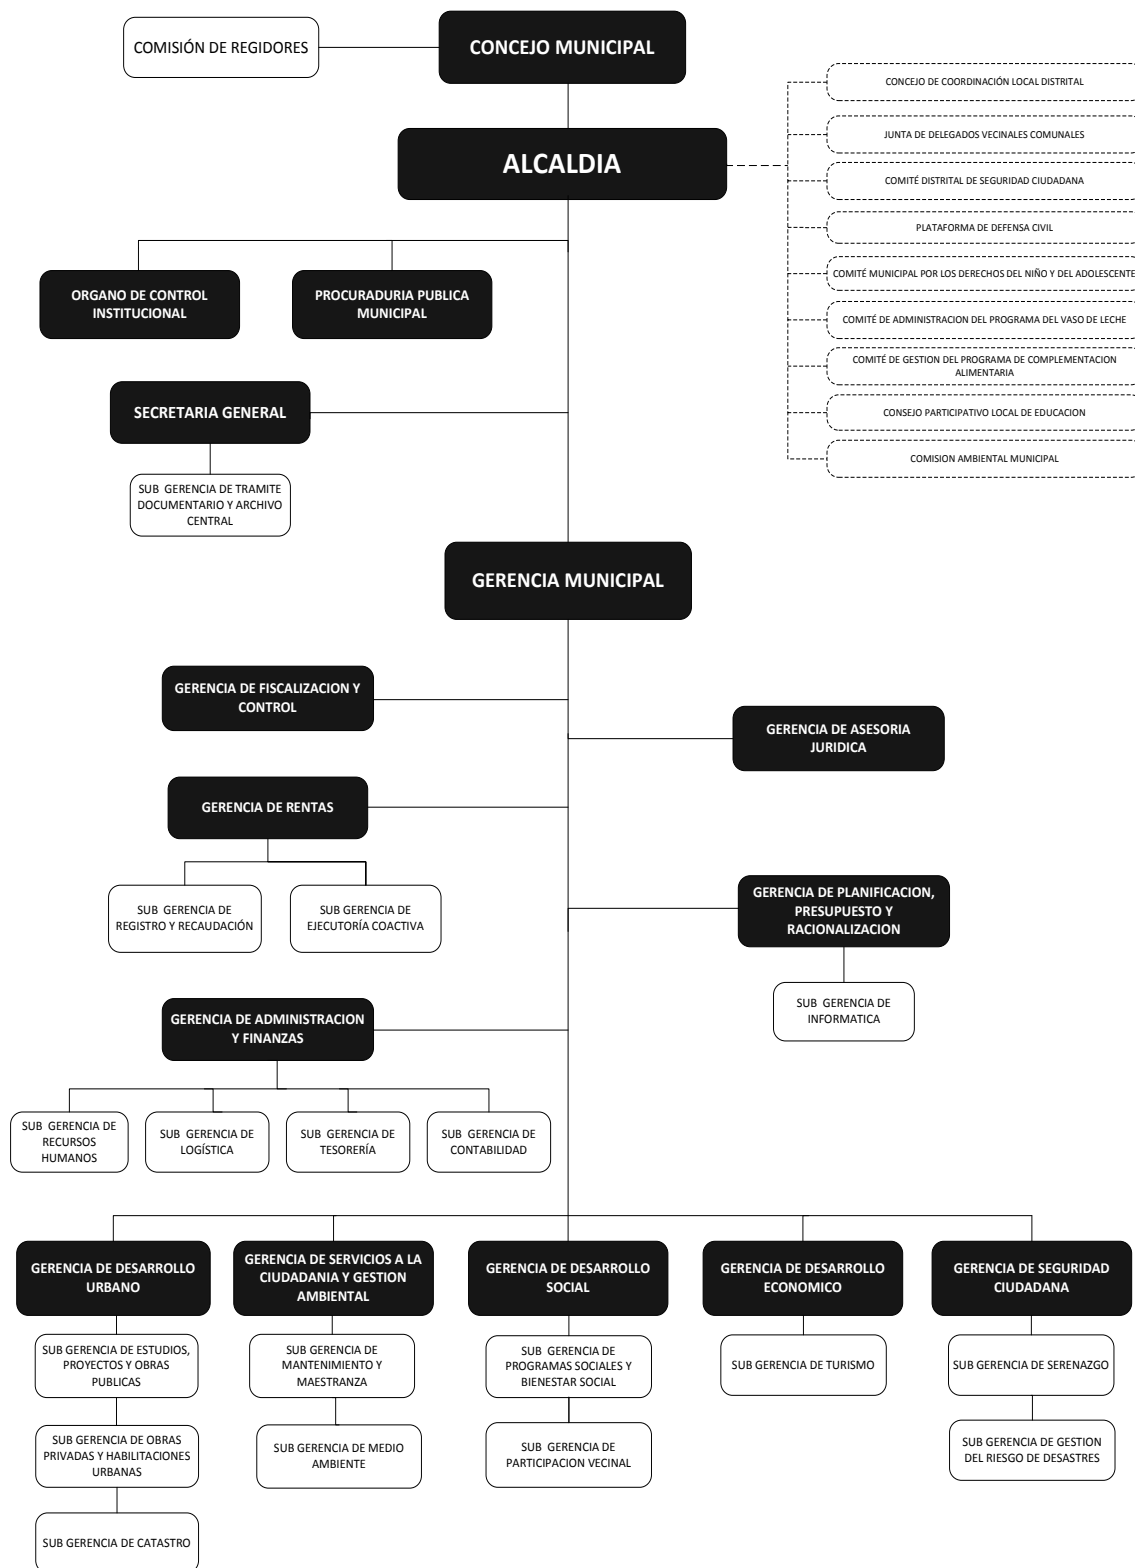 COMISIÓN DE REGIDORES
CONCEJO MUNICIPAL
ALCALDIA
CONCEJO DE COORDINACIÓN LOCAL DISTRITAL
JUNTA DE DELEGADOS VECINALES COMUNALES
COMITÉ DISTRITAL DE SEGURIDAD CIUDADANA
PLATAFORMA DE DEFENSA CIVIL
COMITÉ MUNICIPAL POR LOS DERECHOS DEL NIÑO Y DEL ADOLESCENTE
COMITÉ DE ADMINISTRACION DEL PROGRAMA DEL VASO DE LECHE
COMITÉ DE GESTION DEL PROGRAMA DE COMPLEMENTACION
ALIMENTARIA
CONSEJO PARTICIPATIVO LOCAL DE EDUCACION
COMISION AMBIENTAL MUNICIPAL
ORGANO DE CONTROL
INSTITUCIONAL
PROCURADURIA PUBLICA
MUNICIPAL
SECRETARIA GENERAL
SUB GERENCIA DE TRAMITE
DOCUMENTARIO Y ARCHIVO
CENTRAL
GERENCIA MUNICIPAL
GERENCIA DE FISCALIZACION Y
CONTROL
GERENCIA DE ASESORIA
JURIDICA
GERENCIA DE RENTAS
SUB GERENCIA DE
REGISTRO Y RECAUDACIÓN
SUB GERENCIA DE
EJECUTORÍA COACTIVA
GERENCIA DE PLANIFICACION,
PRESUPUESTO Y
RACIONALIZACION
SUB GERENCIA DE
INFORMATICA
GERENCIA DE ADMINISTRACION
Y FINANZAS
SUB GERENCIA DE
RECURSOS
HUMANOS
SUB GERENCIA DE
LOGÍSTICA
SUB GERENCIA DE
TESORERÍA
SUB GERENCIA DE
CONTABILIDAD
GERENCIA DE DESARROLLO
URBANO
GERENCIA DE SERVICIOS A LA
CIUDADANIA Y GESTION
AMBIENTAL
GERENCIA DE DESARROLLO
SOCIAL
GERENCIA DE DESARROLLO
ECONOMICO
GERENCIA DE SEGURIDAD
CIUDADANA
SUB GERENCIA DE ESTUDIOS,
PROYECTOS Y OBRAS
PUBLICAS
SUB GERENCIA DE
MANTENIMIENTO Y
MAESTRANZA
SUB GERENCIA DE
PROGRAMAS SOCIALES Y
BIENESTAR SOCIAL
SUB GERENCIA DE TURISMO
SUB GERENCIA DE SERENAZGO
SUB GERENCIA DE OBRAS
PRIVADAS Y HABILITACIONES
URBANAS
SUB GERENCIA DE MEDIO
AMBIENTE
SUB GERENCIA DE
PARTICIPACION VECINAL
SUB GERENCIA DE GESTION
DEL RIESGO DE DESASTRES
SUB GERENCIA DE CATASTRO